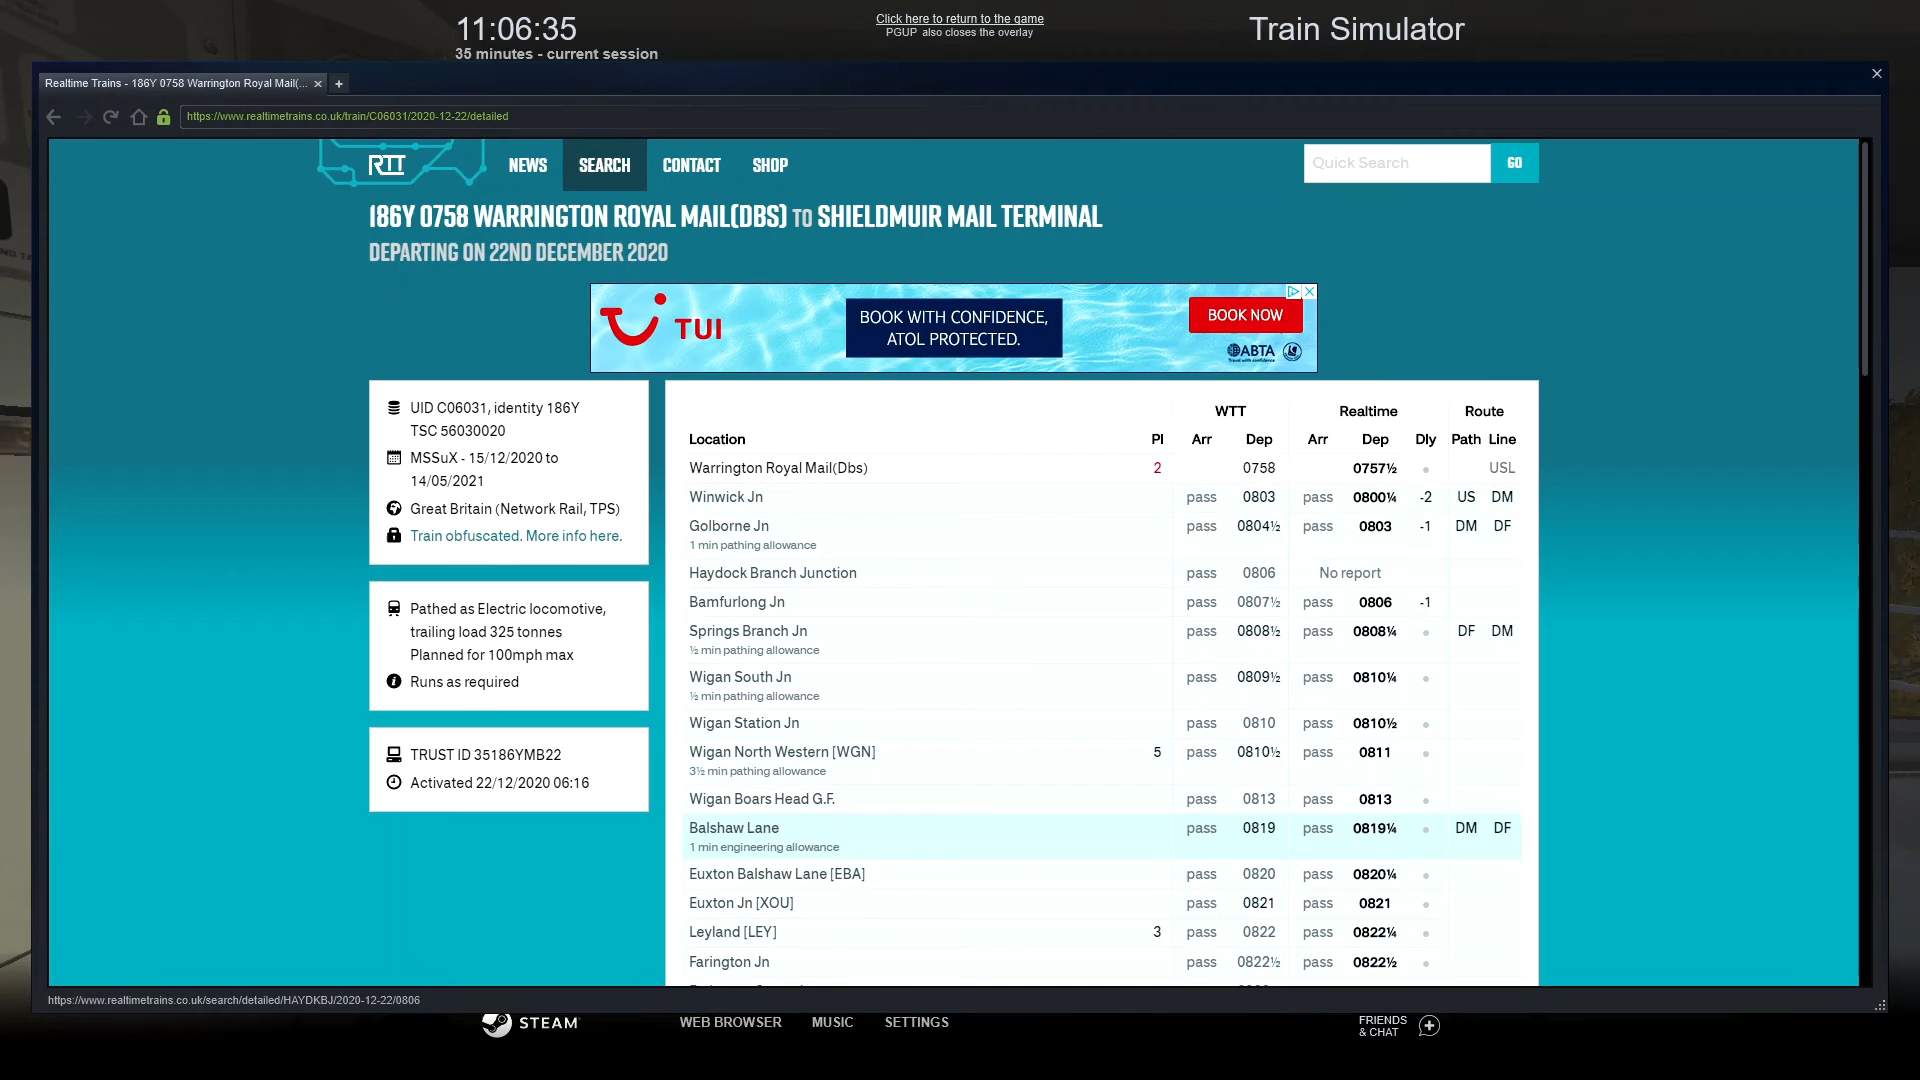 11:06:35
35 minutes - current session
Click here to return to the game
PGUP also closes the overlay
Train Simulator
Realtime Trains - 186Y 0758 Warrington Royal Mail(...
https://www.realtimetrains.co.uk/train/C06031/2020-12-22/detailed
RTT NEWS SEARCH CONTACT SHOP Quick Search GO
186Y 0758 WARRINGTON ROYAL MAIL(DBS) TO SHIELDMUIR MAIL TERMINAL
DEPARTING ON 22ND DECEMBER 2020
TUI
BOOK WITH CONFIDENCE,
ATOL PROTECTED.
BOOK NOW
ABTA
Travel with confidence
UID C06031, identity 186Y
TSC 56030020
MSSuX - 15/12/2020 to
14/05/2021
Great Britain (Network Rail, TPS)
Train obfuscated. More info here.
Pathed as Electric locomotive,
trailing load 325 tonnes
Planned for 100mph max
Runs as required
TRUST ID 35186YMB22
Activated 22/12/2020 06:16
WTT Realtime Route
Location Pl Arr Dep Arr Dep Dly Path Line
Warrington Royal Mail(Dbs) 2 0758 0757½ USL
Winwick Jn pass 0803 pass 0800¼ -2 US DM
Golborne Jn pass 0804½ pass 0803 -1 DM DF
1 min pathing allowance
Haydock Branch Junction pass 0806 No report
Bamfurlong Jn pass 0807½ pass 0806 -1
Springs Branch Jn pass 0808½ pass 0808¼ DF DM
½ min pathing allowance
Wigan South Jn pass 0809½ pass 0810¼
½ min pathing allowance
Wigan Station Jn pass 0810 pass 0810½
Wigan North Western [WGN] 5 pass 0810½ pass 0811
3½ min pathing allowance
Wigan Boars Head G.F. pass 0813 pass 0813
Balshaw Lane pass 0819 pass 0819¼ DM DF
1 min engineering allowance
Euxton Balshaw Lane [EBA] pass 0820 pass 0820¼
Euxton Jn [XOU] pass 0821 pass 0821
Leyland [LEY] 3 pass 0822 pass 0822¼
Farington Jn pass 0822½ pass 0822½
https://www.realtimetrains.co.uk/search/detailed/HAYDKBJ/2020-12-22/0806
STEAM WEB BROWSER MUSIC SETTINGS
FRIENDS
& CHAT